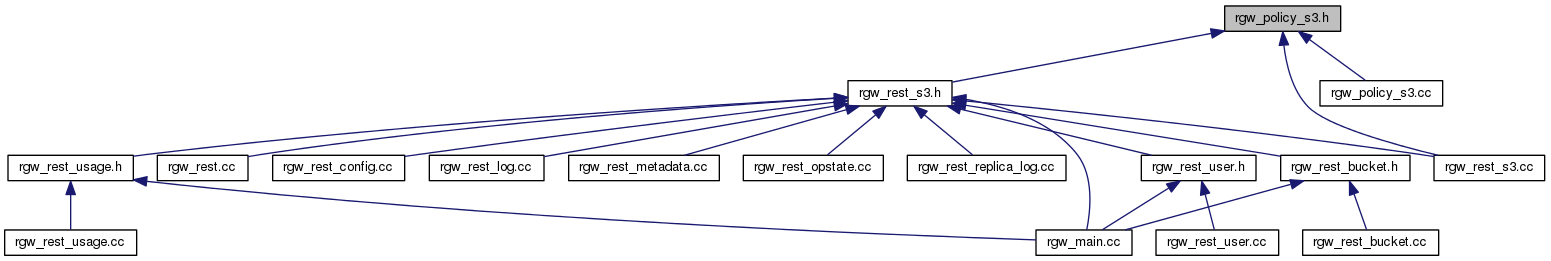 rgw_policy_s3.h
rgw_rest_s3.h
rgw_policy_s3.cc
rgw_rest_usage.h
rgw_rest.cc
rgw_rest_config.cc
rgw_rest_log.cc
rgw_rest_metadata.cc
rgw_rest_opstate.cc
rgw_rest_replica_log.cc
rgw_rest_user.h
rgw_rest_bucket.h
rgw_rest_s3.cc
rgw_rest_usage.cc
rgw_main.cc
rgw_rest_user.cc
rgw_rest_bucket.cc